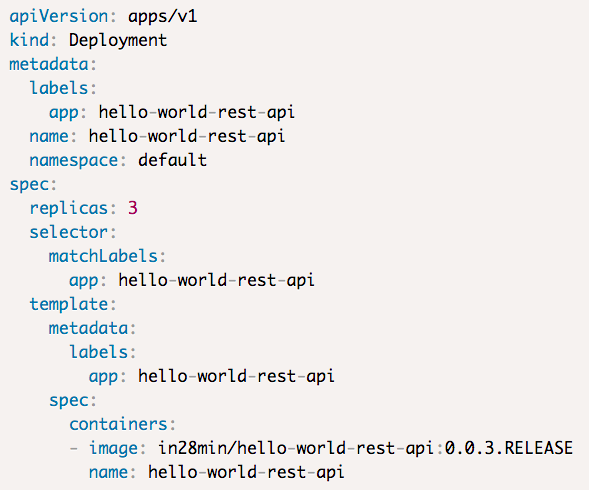 apiVersion: apps/v1
kind: Deployment
metadata:
  labels:
    app: hello-world-rest-api
  name: hello-world-rest-api
  namespace: default
spec:
  replicas: 3
  selector:
    matchLabels:
      app: hello-world-rest-api
  template:
    metadata:
      labels:
        app: hello-world-rest-api
    spec:
      containers:
      - image: in28min/hello-world-rest-api:0.0.3.RELEASE
        name: hello-world-rest-api